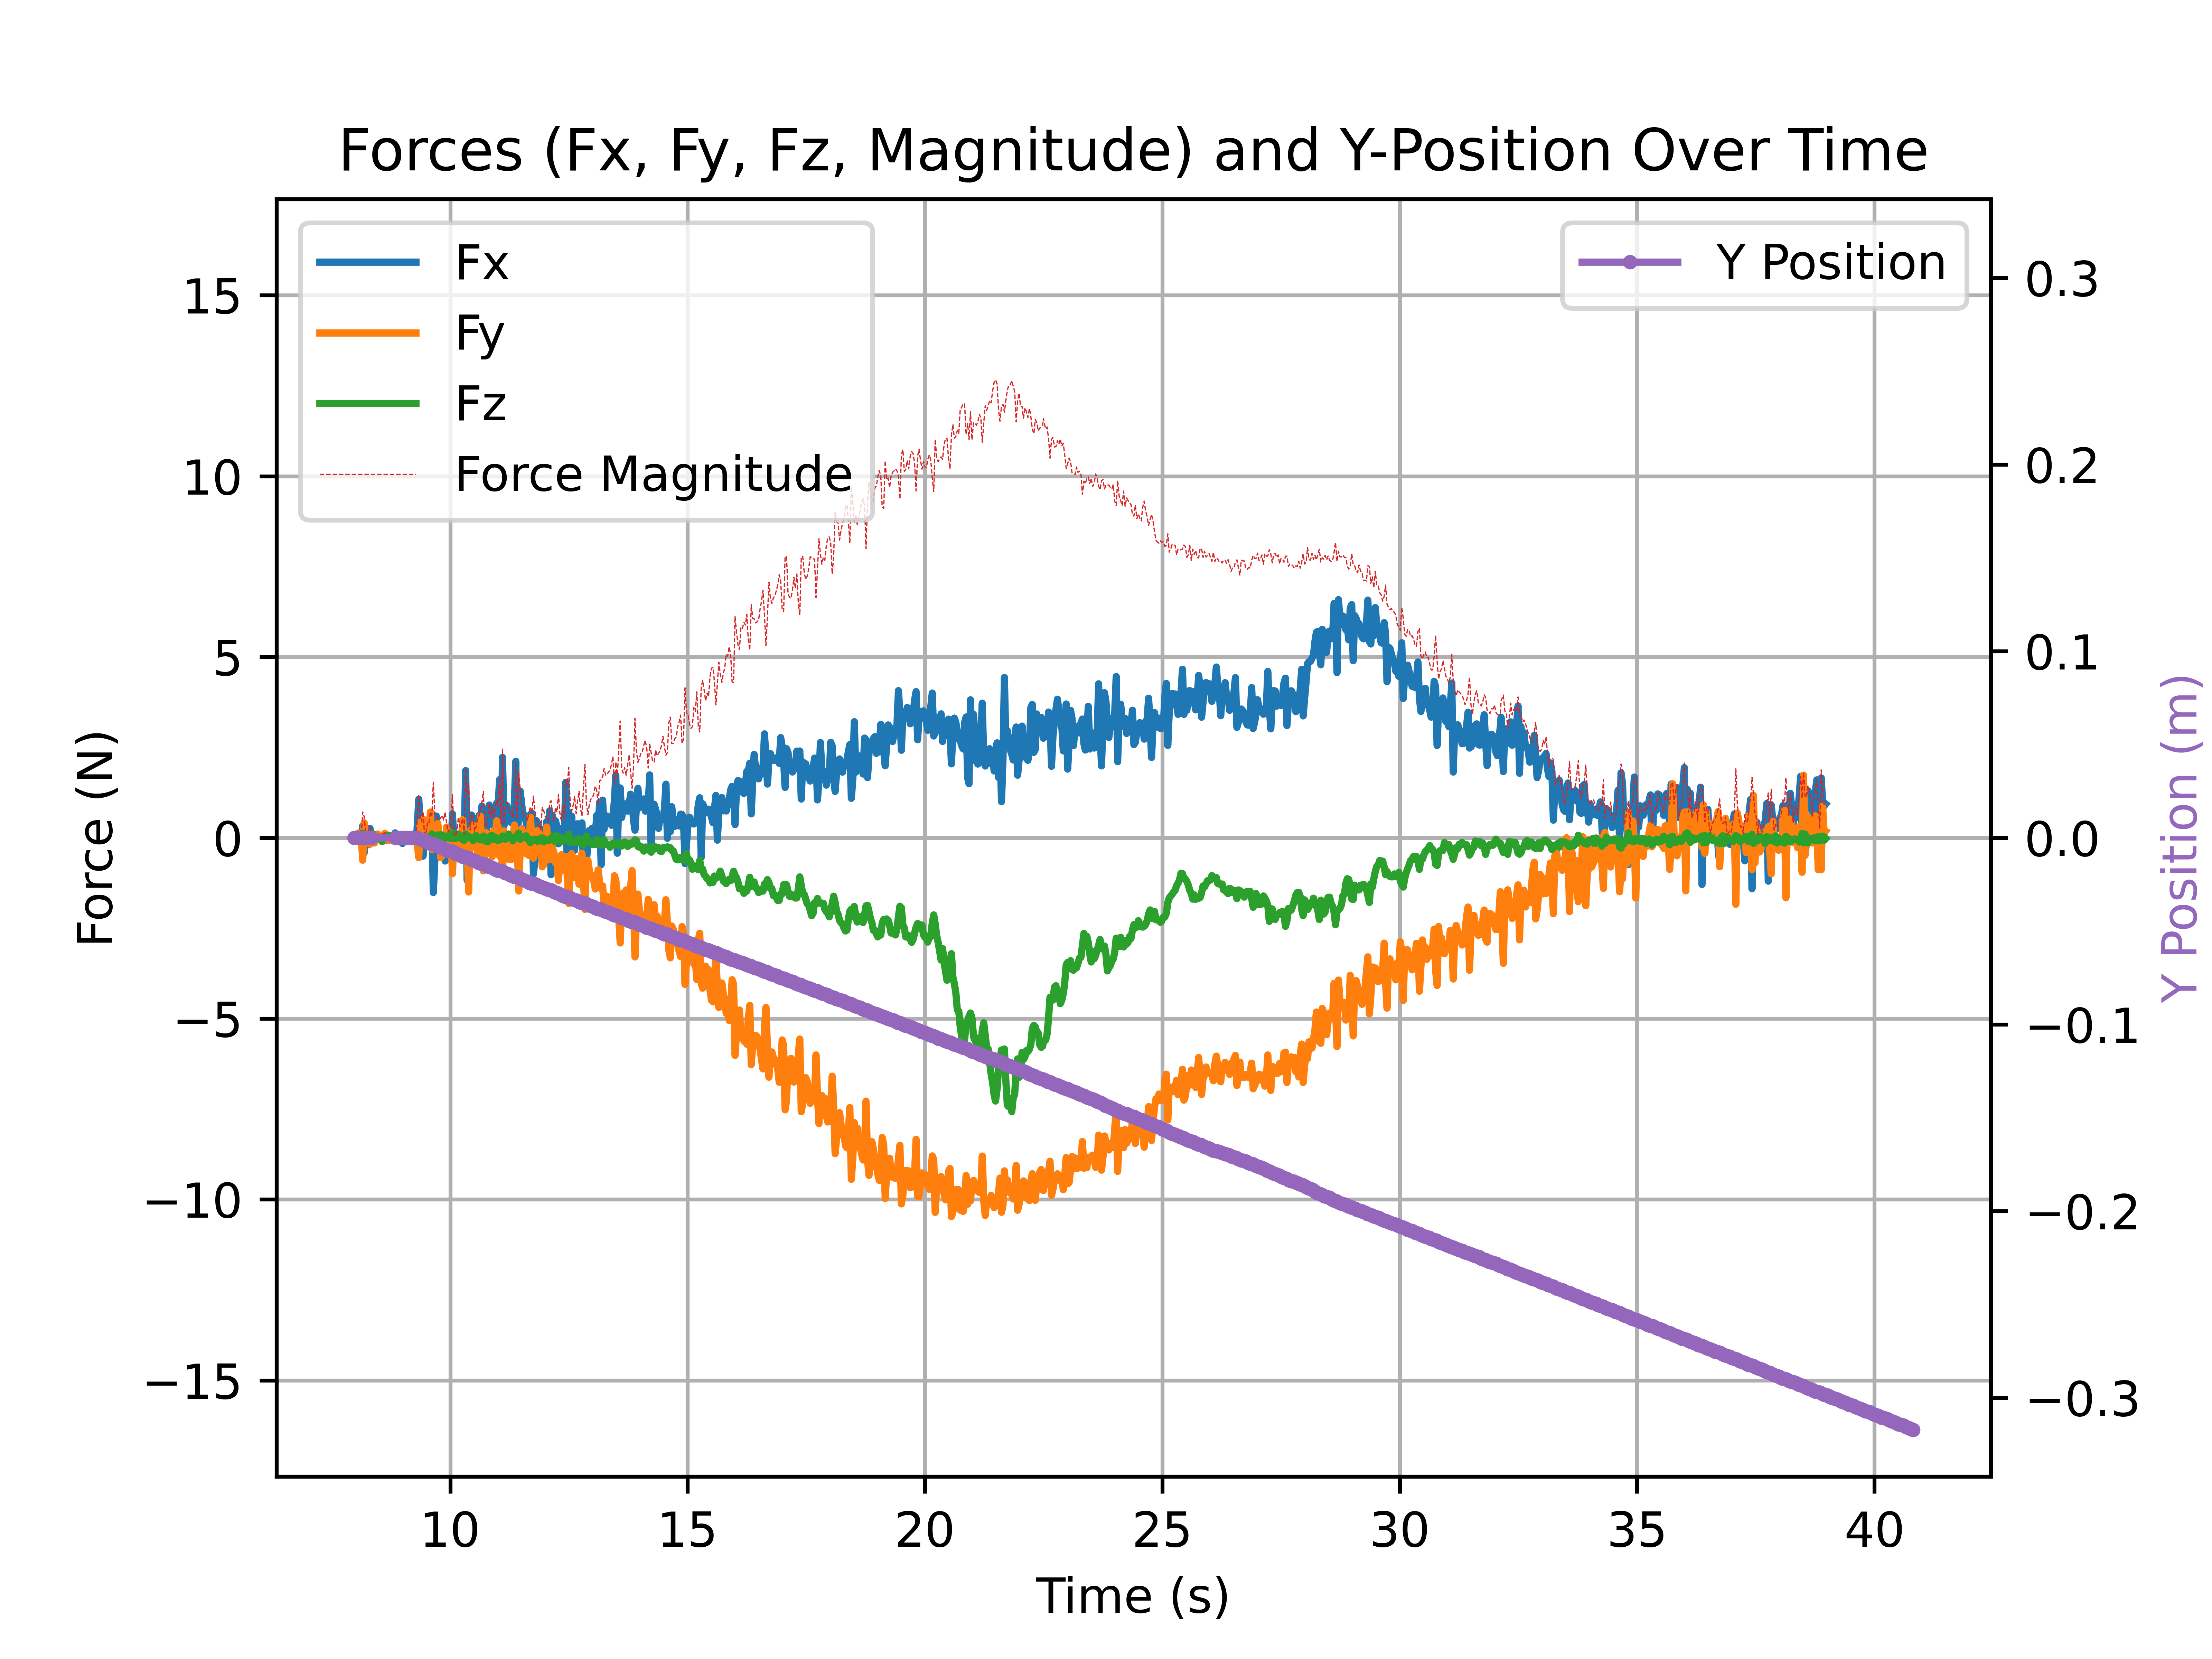 Forces (Fx, Fy, Fz, Magnitude) and Y-Position Over Time
Fx
Fy
Fz
Force Magnitude
Y Position
15
10
5
0
−5
−10
−15
Force (N)
0.3
0.2
0.1
0.0
−0.1
−0.2
−0.3
Y Position (m)
10 15 20 25 30 35 40
Time (s)